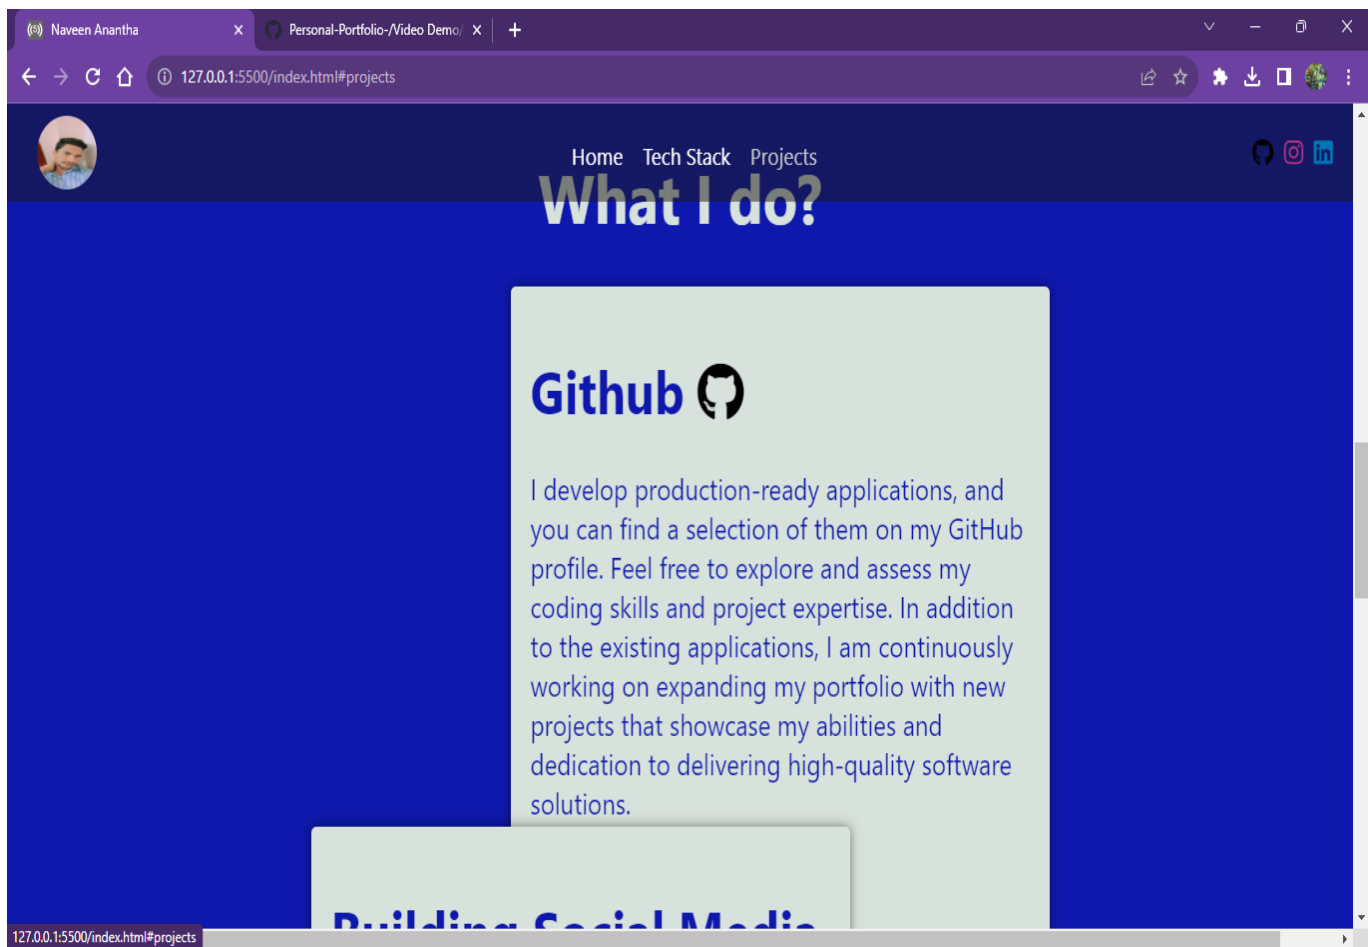 Naveen Anantha
Personal-Portfolio-/Video Demo/
127.0.0.1:5500/index.html#projects
Home Tech Stack Projects
in
What I do?
Github
I develop production-ready applications, and
you can find a selection of them on my GitHub
profile. Feel free to explore and assess my
coding skills and project expertise. In addition
to the existing applications, I am continuously
working on expanding my portfolio with new
projects that showcase my abilities and
dedication to delivering high-quality software
solutions.
Building Social Media
127.0.0.1:5500/index.html#projects